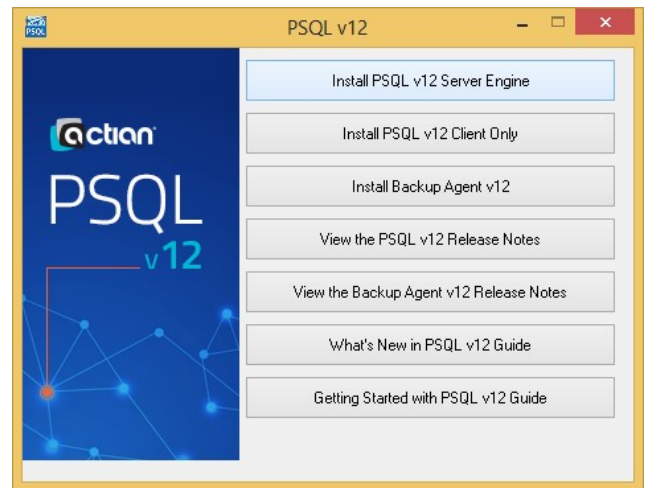 PSQL
PSQL v12
actian
PSQL
v12
Install PSQL v12 Server Engine
Install PSQL v12 Client Only
Install Backup Agent v12
View the PSQL v12 Release Notes
View the Backup Agent v12 Release Notes
What's New in PSQL v12 Guide
Getting Started with PSQL v12 Guide